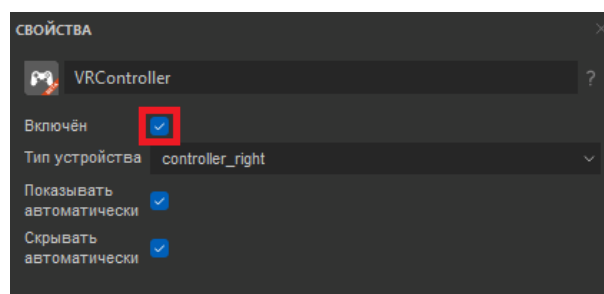 СВОЙСТВА
VRController ?
Включён
Тип устройства controller_right
Показывать
автоматически
Скрывать
автоматически